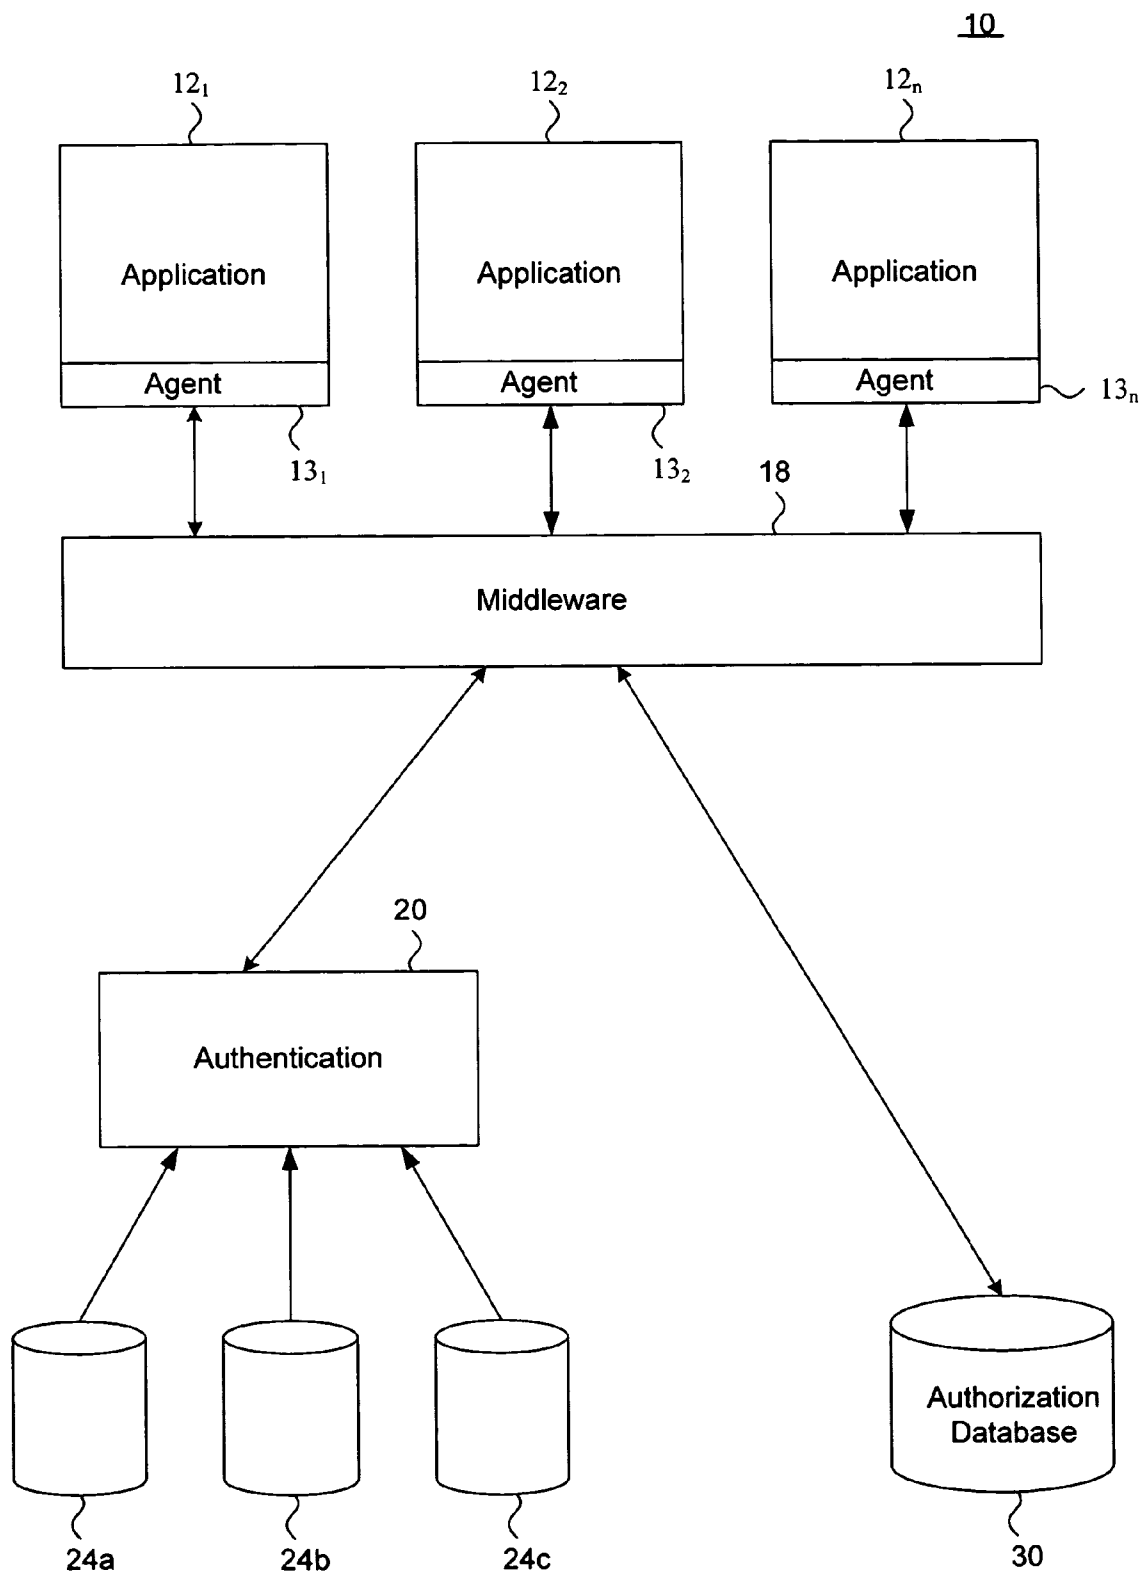 10
12₁
12₂
12ₙ
Application
Application
Application
Agent
Agent
Agent
13ₙ
13₁
13₂
18
Middleware
20
Authentication
Authorization
Database
24a
24b
24c
30